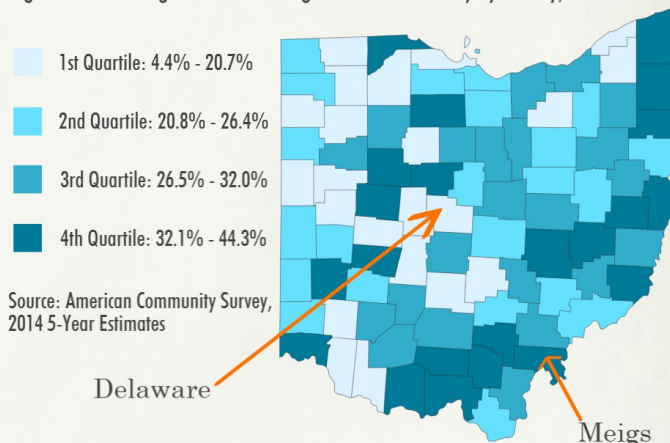 1st Quartile: 4.4% - 20.7%
2nd Quartile: 20.8% - 26.4%
3rd Quartile: 26.5% - 32.0%
4th Quartile: 32.1% - 44.3%
Source: American Community Survey,
2014 5-Year Estimates
Delaware
Meigs